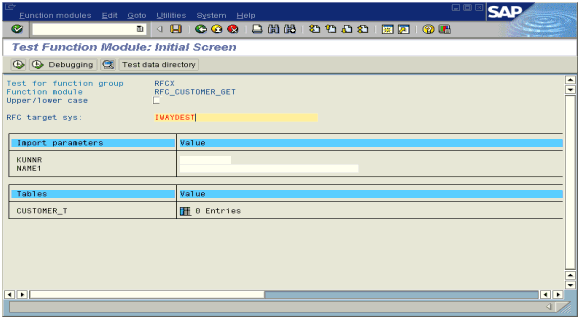 Function modules Edit Goto Utilities System Help
SAP
Test Function Module: Initial Screen
Debugging Test data directory
Test for function group RFCX
Function module RFC_CUSTOMER_GET
Upper/lower case
RFC target sys: IWAYDEST
Import parameters Value
KUNNR
NAME1
Tables Value
CUSTOMER_T 0 Entries